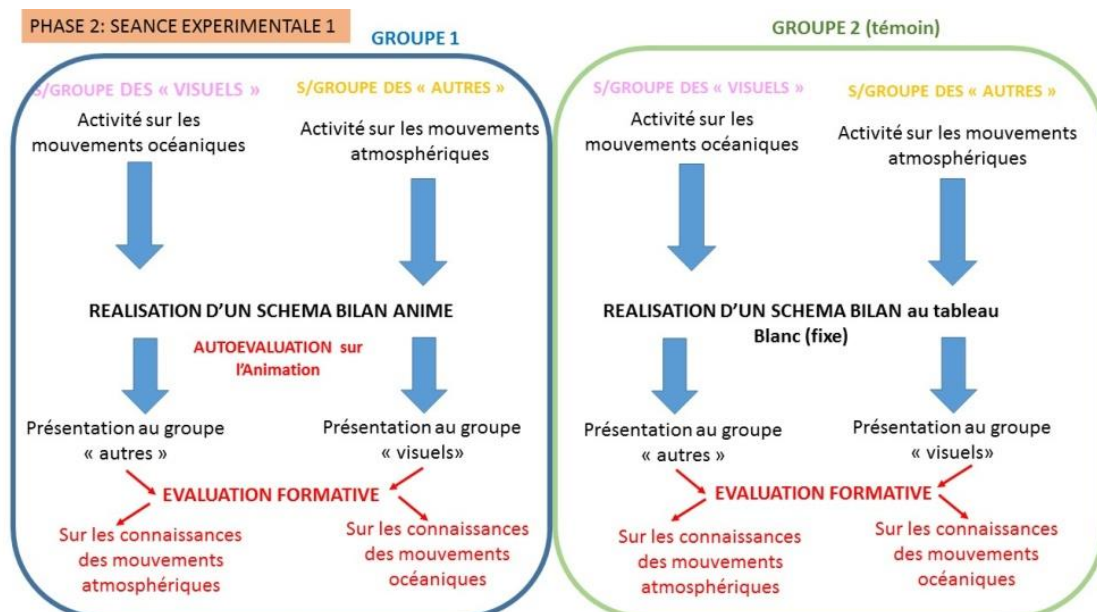 PHASE 2: SEANCE EXPERIMENTALE 1
GROUPE 1
S/GROUPE DES « VISUELS »
Activité sur les
mouvements océaniques
S/GROUPE DES « AUTRES »
Activité sur les mouvements
atmosphériques
REALISATION D'UN SCHEMA BILAN ANIME
AUTOEVALUATION sur
l'Animation
Présentation au groupe
« autres »
Présentation au groupe
« visuels»
EVALUATION FORMATIVE
Sur les connaissances
des mouvements
atmosphériques
Sur les connaissances
des mouvements
océaniques
GROUPE 2 (témoin)
S/GROUPE DES « VISUELS »
Activité sur les
mouvements océaniques
S/GROUPE DES « AUTRES »
Activité sur les mouvements
atmosphériques
REALISATION D'UN SCHEMA BILAN au tableau
Blanc (fixe)
Présentation au groupe
« autres »
Présentation au groupe
« visuels»
EVALUATION FORMATIVE
Sur les connaissances
des mouvements
atmosphériques
Sur les connaissances
des mouvements
océaniques